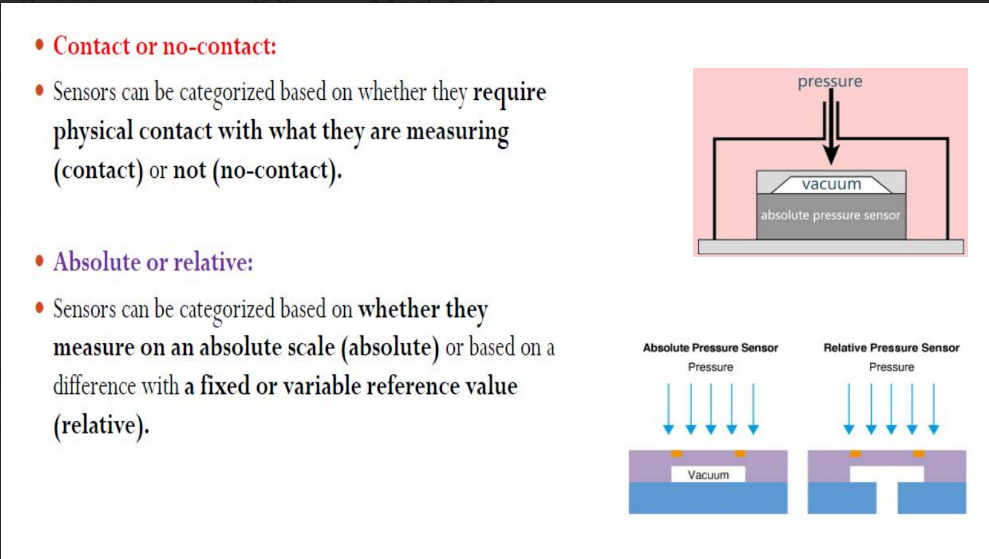 Contact or no-contact:
Sensors can be categorized based on whether they require
physical contact with what they are measuring
(contact) or not (no-contact).
Absolute or relative:
Sensors can be categorized based on whether they
measure on an absolute scale (absolute) or based on a
difference with a fixed or variable reference value
(relative).
pressure
vacuum
absolute pressure sensor
Absolute Pressure Sensor
Pressure
Vacuum
Relative Pressure Sensor
Pressure